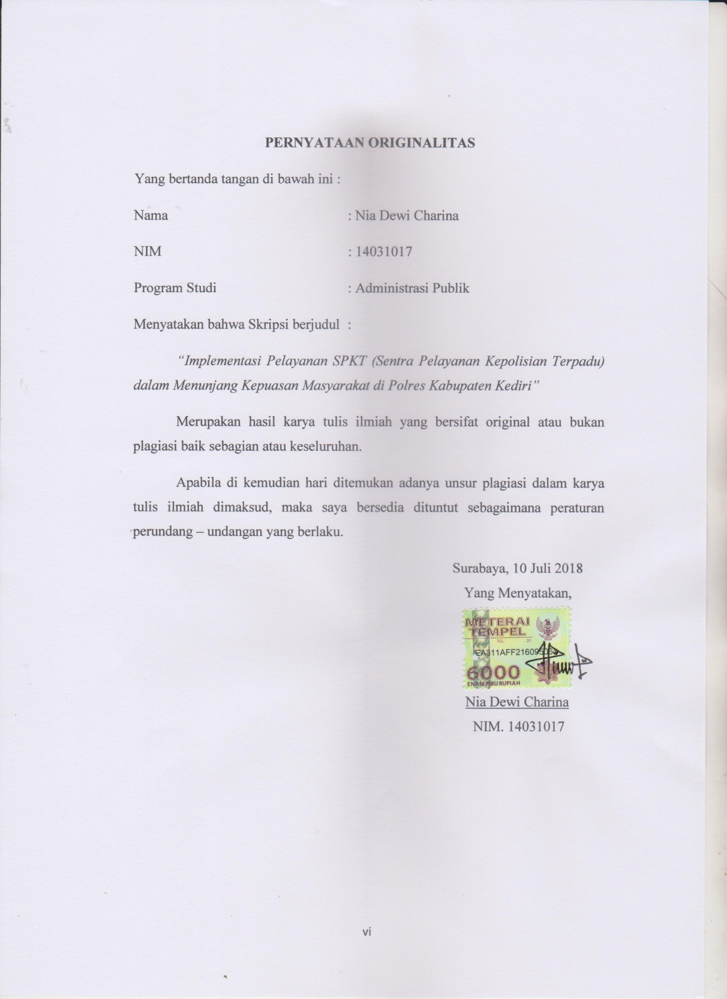 PERNYATAAN ORIGINALITAS
Yang bertanda tangan di bawah ini :
Nama : Nia Dewi Charina
NIM : 14031017
Program Studi : Administrasi Publik
Menyatakan bahwa Skripsi berjudul :
“Implementasi Pelayanan SPKT (Sentra Pelayanan Kepolisian Terpadu)
dalam Menunjang Kepuasan Masyarakat di Polres Kabupaten Kediri”
Merupakan hasil karya tulis ilmiah yang bersifat original atau bukan
plagiasi baik sebagian atau keseluruhan.
Apabila di kemudian hari ditemukan adanya unsur plagiasi dalam karya
tulis ilmiah dimaksud, maka saya bersedia dituntut sebagaimana peraturan
perundang – undangan yang berlaku.
Surabaya, 10 Juli 2018
Yang Menyatakan,
METERAI
TEMPEL
TGL. 20
6000
ENAM RIBU RUPIAH
Nia Dewi Charina
NIM. 14031017
vi